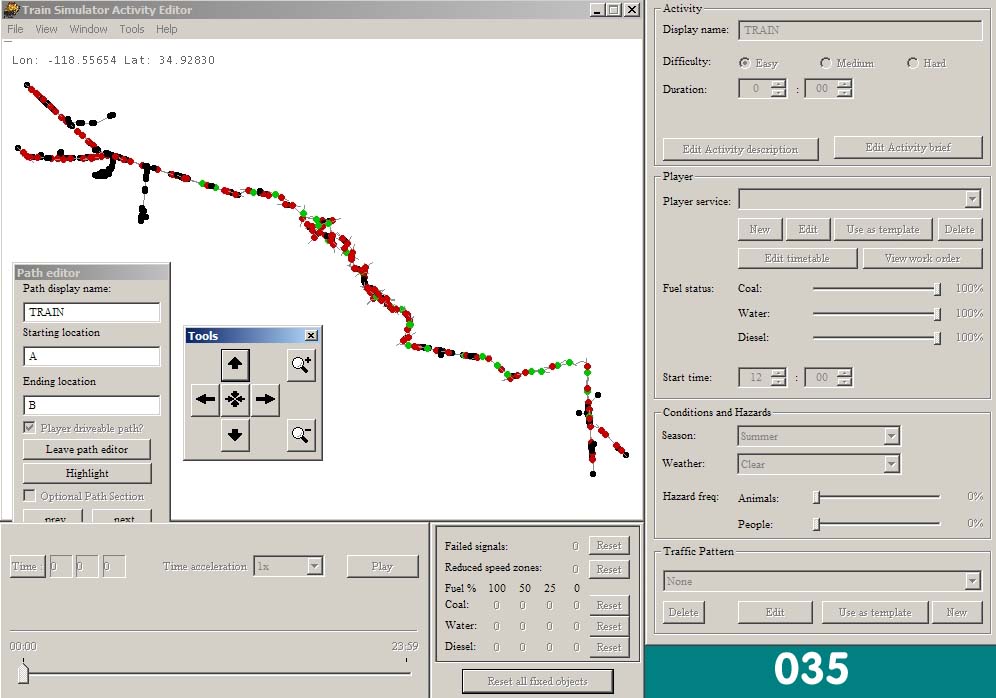 Train Simulator Activity Editor
File View Window Tools Help
Lon: -118.55654 Lat: 34.92830
Path editor
Path display name:
TRAIN
Starting location
A
Ending location
B
Player driveable path?
Leave path editor
Highlight
Optional Path Section
prev next
Tools
Time : 0 0 0
Time acceleration 1x Play
00:00 23:59
Failed signals: 0 Reset
Reduced speed zones: 0 Reset
Fuel % 100 50 25 0
Coal: 0 0 0 0 Reset
Water: 0 0 0 0 Reset
Diesel: 0 0 0 0 Reset
Reset all fixed objects
Activity
Display name: TRAIN
Difficulty: Easy Medium Hard
Duration: 0 : 00
Edit Activity description Edit Activity brief
Player
Player service:
New Edit Use as template Delete
Edit timetable View work order
Fuel status: Coal: 100%
Water: 100%
Diesel: 100%
Start time: 12 : 00
Conditions and Hazards
Season: Summer
Weather: Clear
Hazard freq: Animals: 0%
People: 0%
Traffic Pattern
None
Delete Edit Use as template New
035